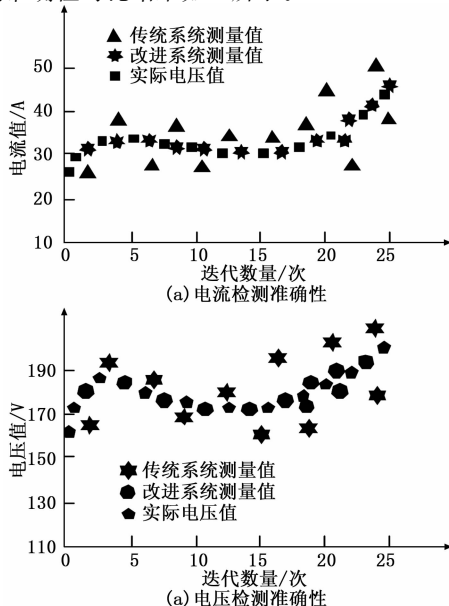 传统系统测量值
改进系统测量值
实际电压值
电流值/A
50
40
30
20
10
0 5 10 15 20 25
迭代数量/次
(a)电流检测准确性
电压值/V
190
170
150
130
110
传统系统测量值
改进系统测量值
实际电压值
0 5 10 15 20 25
迭代数量/次
(a)电压检测准确性